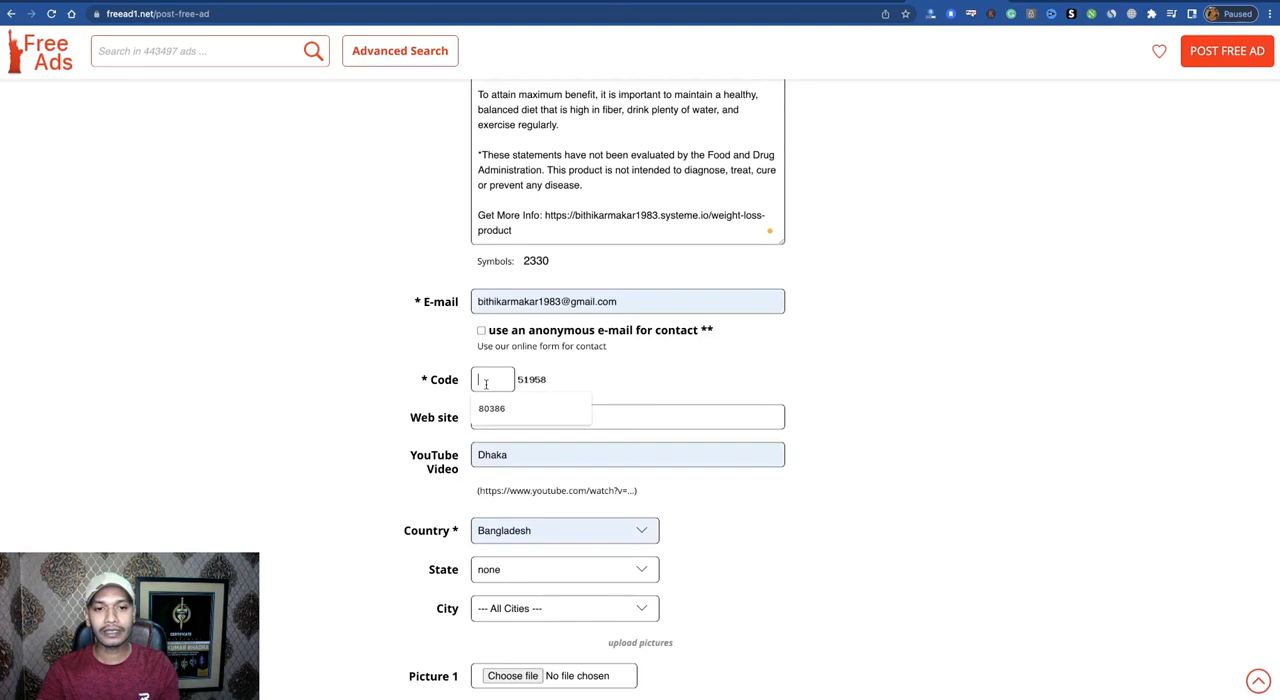 freead1.net/post-free-ad
Paused
Free
Ads
Search in 443497 ads ...
Advanced Search
POST FREE AD
To attain maximum benefit, it is important to maintain a healthy,
balanced diet that is high in fiber, drink plenty of water, and
exercise regularly.
*These statements have not been evaluated by the Food and Drug
Administration. This product is not intended to diagnose, treat, cure
or prevent any disease.
Get More Info: https://bithikarmakar1983.systeme.io/weight-loss-
product
Symbols: 2330
* E-mail
bithikarmakar1983@gmail.com
use an anonymous e-mail for contact **
Use our online form for contact
* Code
51958
80386
Web site
YouTube
Video
Dhaka
(https://www.youtube.com/watch?v=...)
Country *
Bangladesh
State
none
City
--- All Cities ---
upload pictures
Picture 1
Choose file No file chosen
CERTIFICATE
KUMAR BHADRA